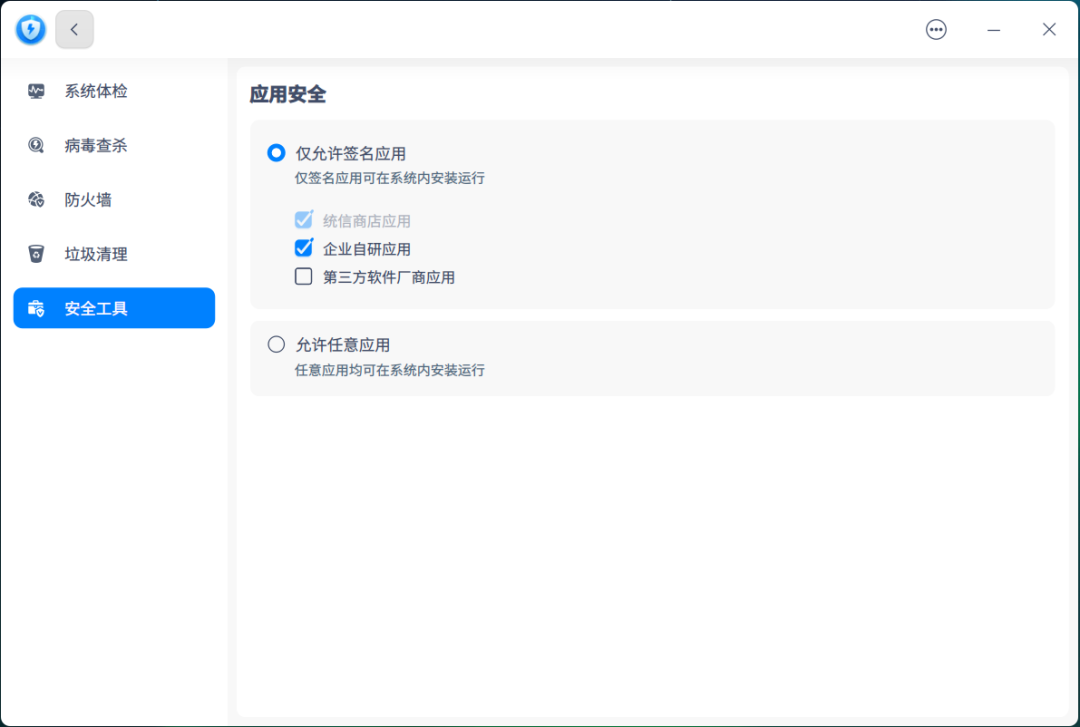 系统体检
病毒查杀
防火墙
垃圾清理
安全工具
应用安全
仅允许签名应用
仅签名应用可在系统内安装运行
统信商店应用
企业自研应用
第三方软件厂商应用
允许任意应用
任意应用均可在系统内安装运行